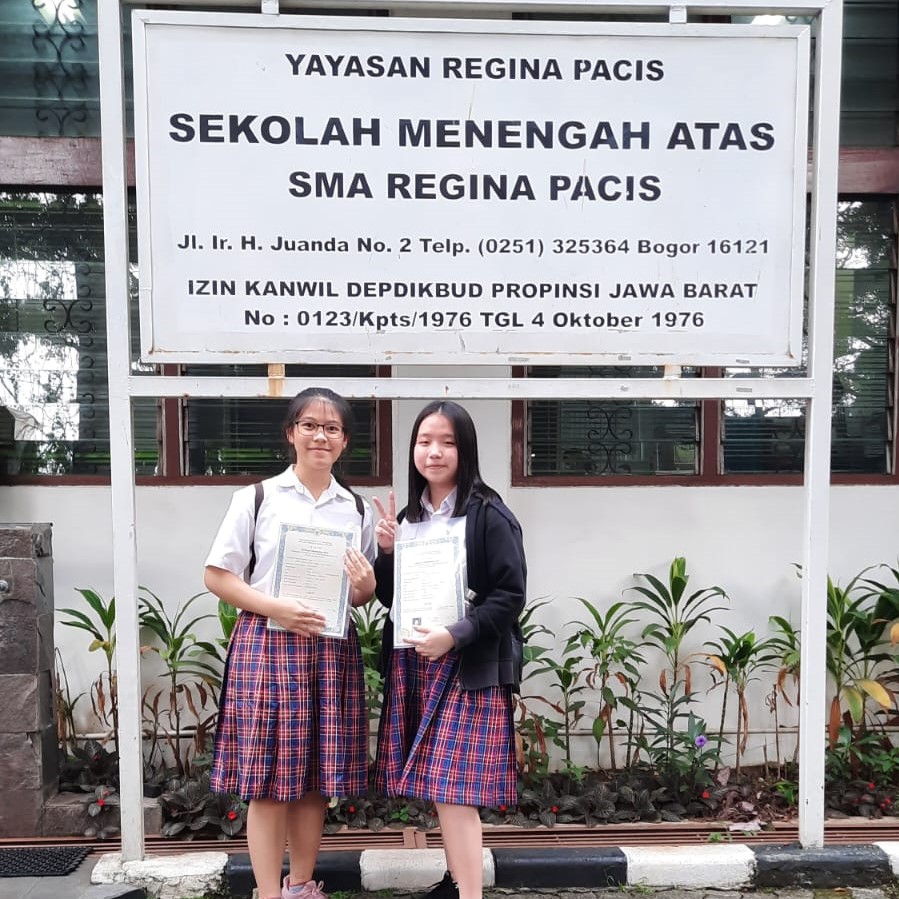 YAYASAN REGINA PACIS
SEKOLAH MENENGAH ATAS
SMA REGINA PACIS
Jl. Ir. H. Juanda No. 2 Telp. (0251) 325364 Bogor 16121
IZIN KANWIL DEPDIKBUD PROPINSI JAWA BARAT
No : 0123/Kpts/1976 TGL 4 Oktober 1976